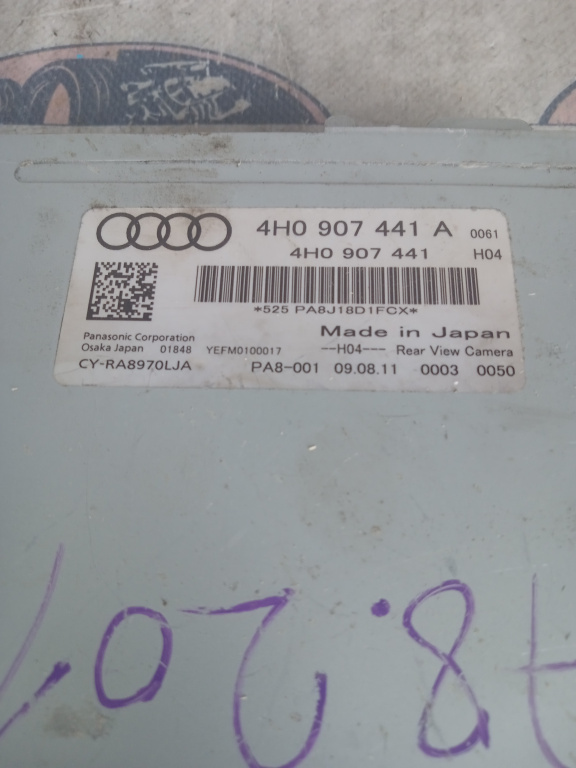 4H0 907 441 A 0061
4H0 907 441 H04
*525 PA8J18D1FCX*
Made in Japan
Panasonic Corporation
Osaka Japan 01848 YEFM0100017 --H04--- Rear View Camera
CY-RA8970LJA PA8-001 09.08.11 0003 0050